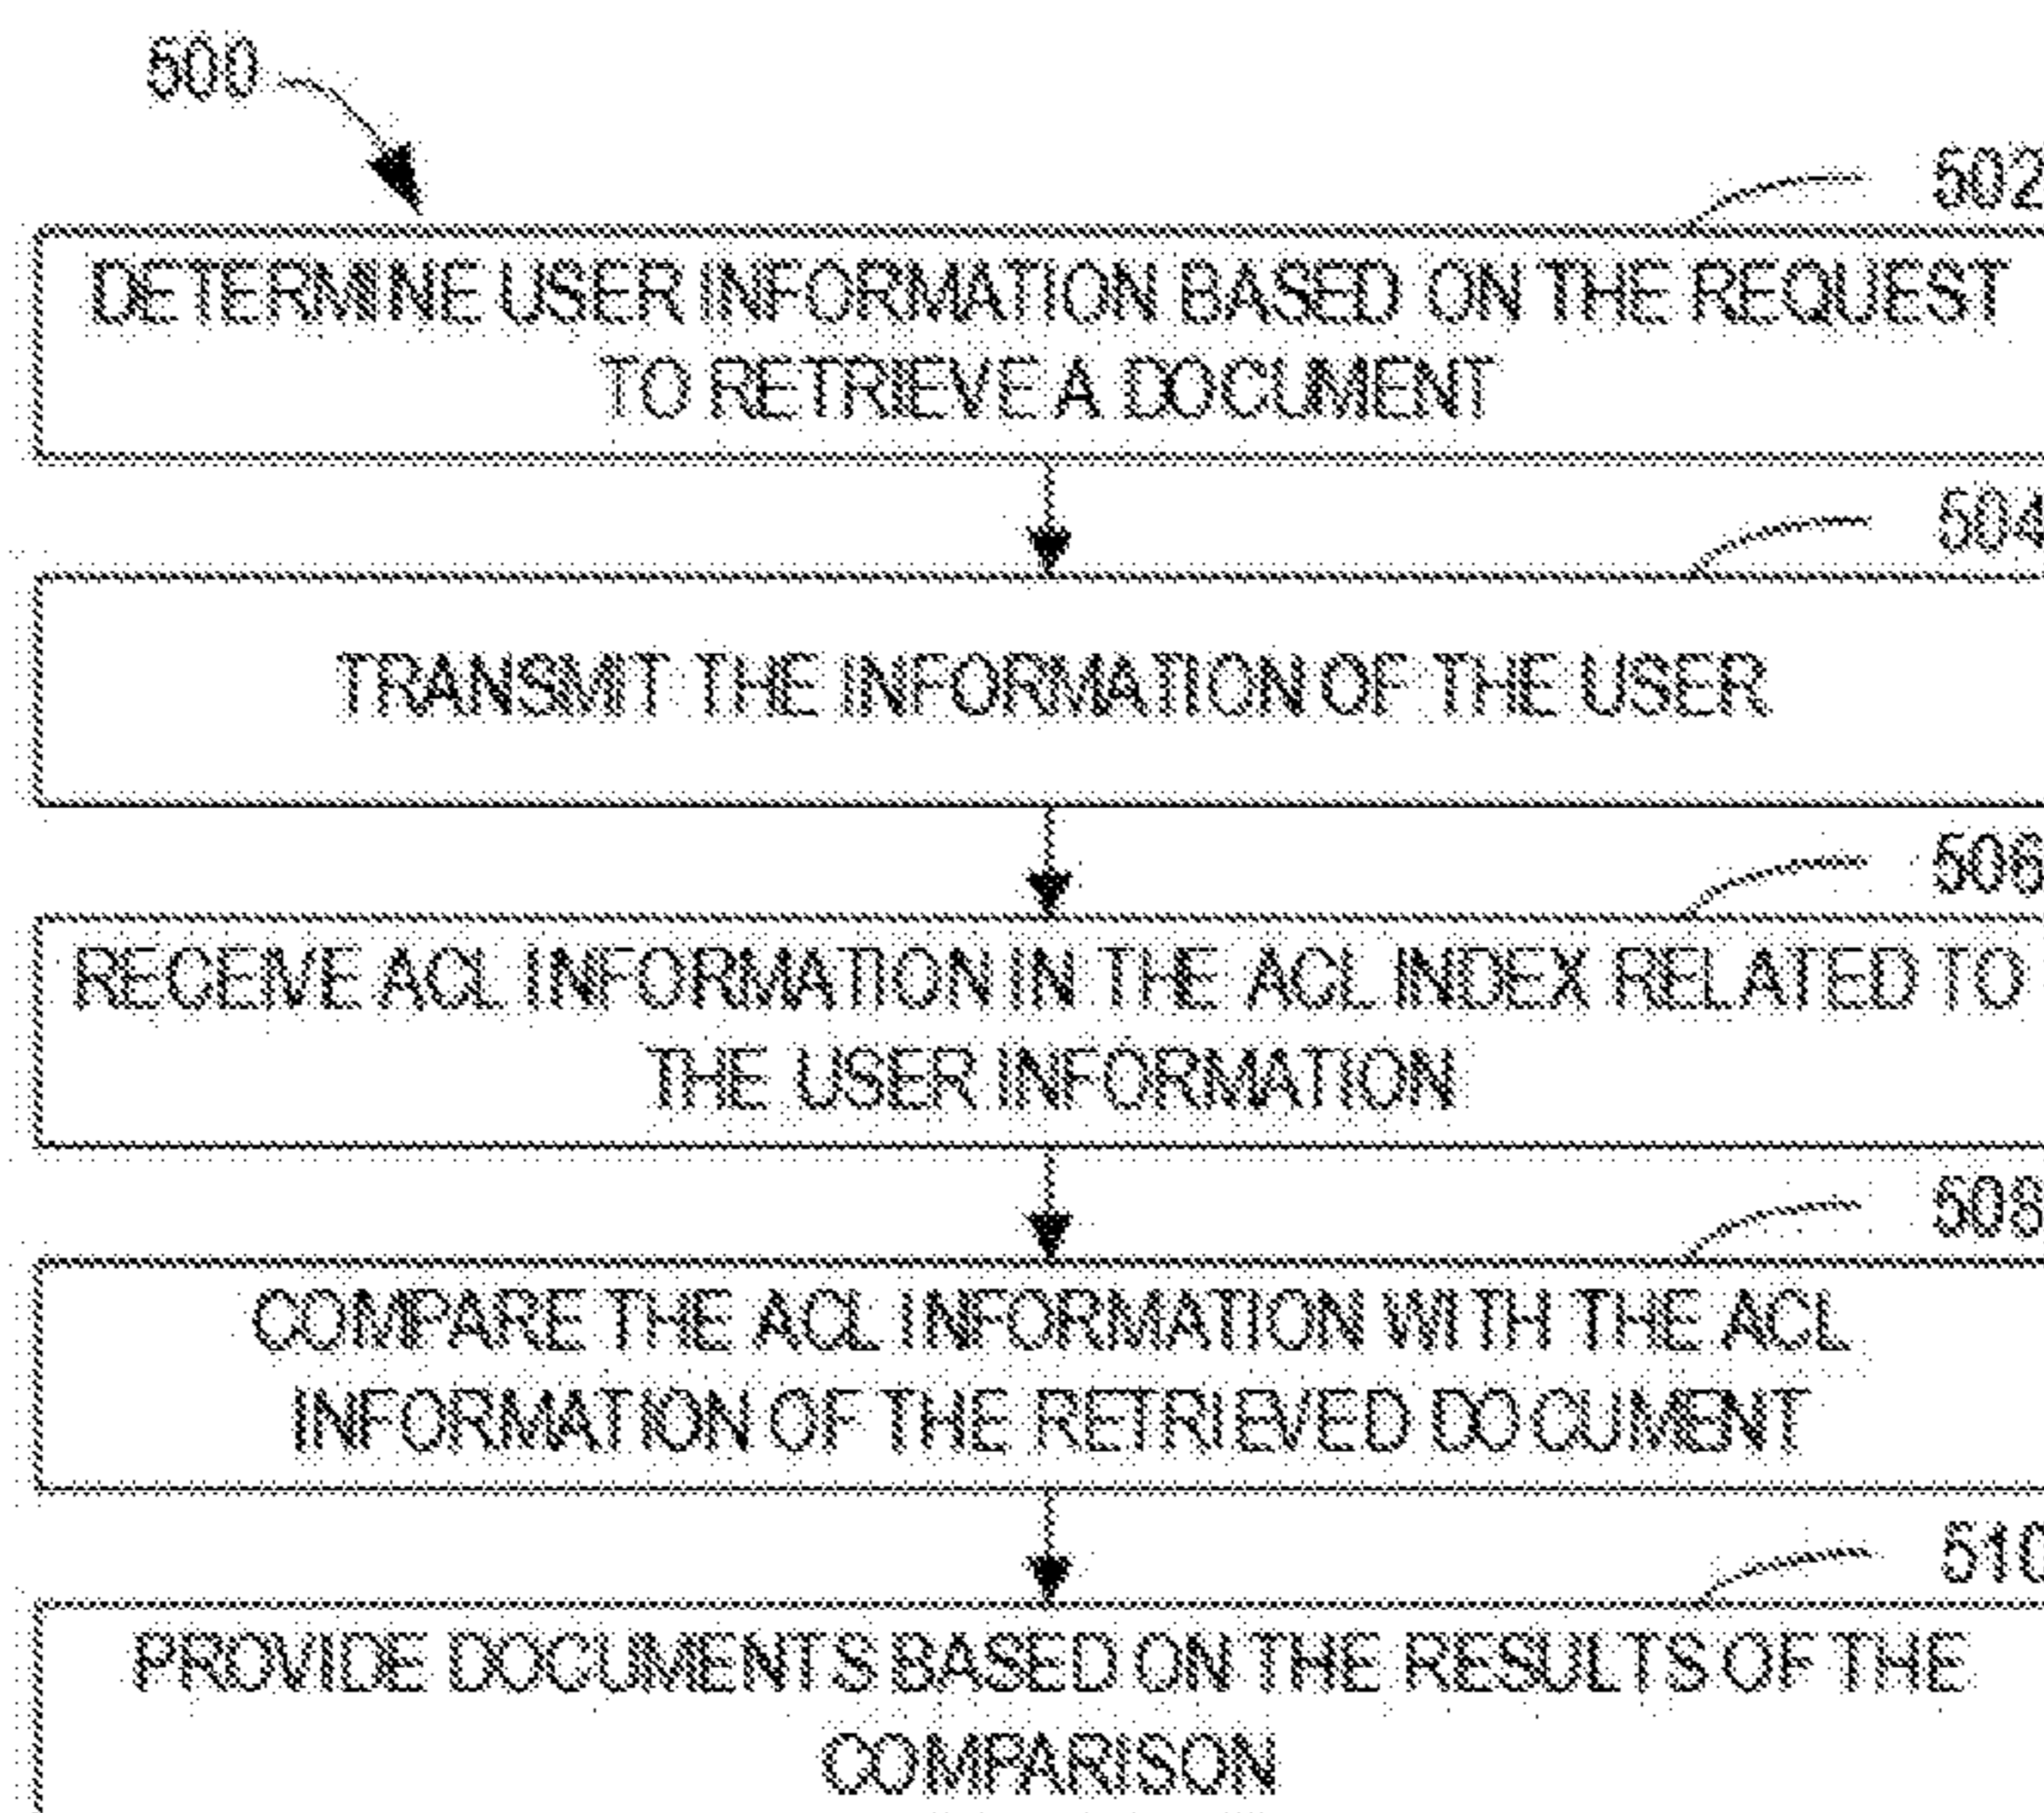 500
502
DETERMINE USER INFORMATION BASED ON THE REQUEST
TO RETRIEVE A DOCUMENT
504
TRANSMIT THE INFORMATION OF THE USER
506
RECEIVE ACL INFORMATION IN THE ACL INDEX RELATED TO
THE USER INFORMATION
508
COMPARE THE ACL INFORMATION WITH THE ACL
INFORMATION OF THE RETRIEVED DOCUMENT
510
PROVIDE DOCUMENTS BASED ON THE RESULTS OF THE
COMPARISON